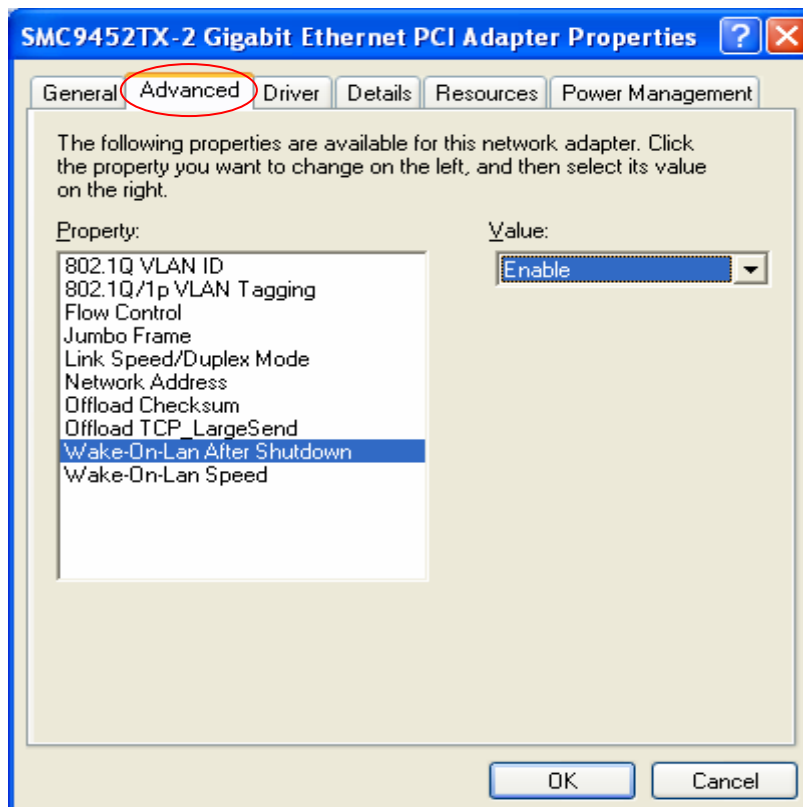 SMC9452TX-2 Gigabit Ethernet PCI Adapter Properties
General Advanced Driver Details Resources Power Management
The following properties are available for this network adapter. Click
the property you want to change on the left, and then select its value
on the right.
Property:
802.1Q VLAN ID
802.1Q/1p VLAN Tagging
Flow Control
Jumbo Frame
Link Speed/Duplex Mode
Network Address
Offload Checksum
Offload TCP_LargeSend
Wake-On-Lan After Shutdown
Wake-On-Lan Speed
Value:
Enable
OK Cancel